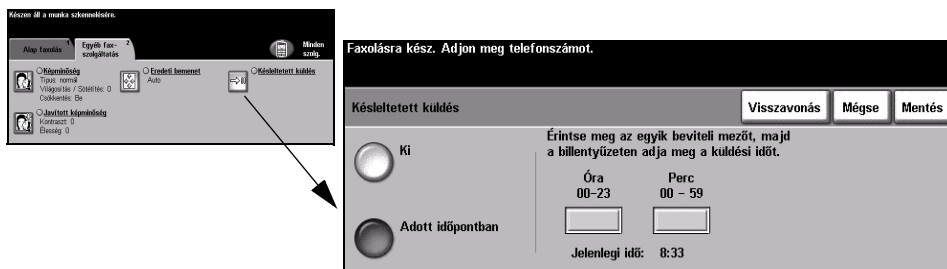 Készen áll a munka szkennelésére.
Alap faxolás 1
Egyéb fax-
szolgáltatás 2
Minden
szolg.
Képminőség
Típus: normál
Világosítás / Sötétítés: 0
Csökkentés: Be
Eredeti bemenet
Auto
Késleltetett küldés
Javított képminőség
Kontraszt: 0
Élesség: 0
Faxolásra kész. Adjon meg telefonszámot.
Késleltetett küldés
Visszavonás
Mégse
Mentés
Ki
Adott időpontban
Érintse meg az egyik beviteli mezőt, majd
a billentyűzeten adja meg a küldési időt.
Óra
00-23
Perc
00 - 59
Jelenlegi idő: 8:33